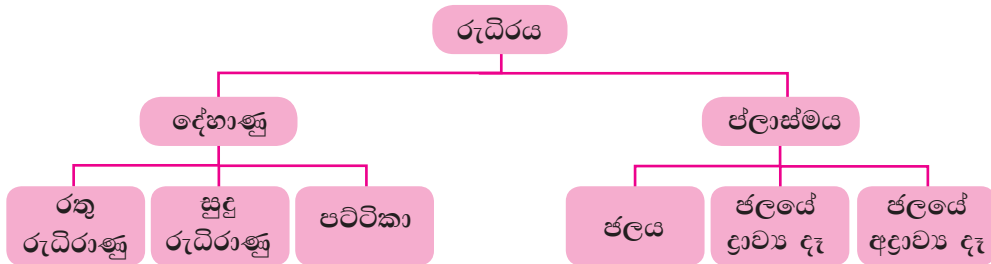 රුධිරය
දේහාණු
ප්ලාස්මය
රතු
රුධිරාණු
සුදු
රුධිරාණු
පට්ටිකා
ජලය
ජලයේ
ද්‍රාව්‍ය දෑ
ජලයේ
අද්‍රාව්‍ය දෑ